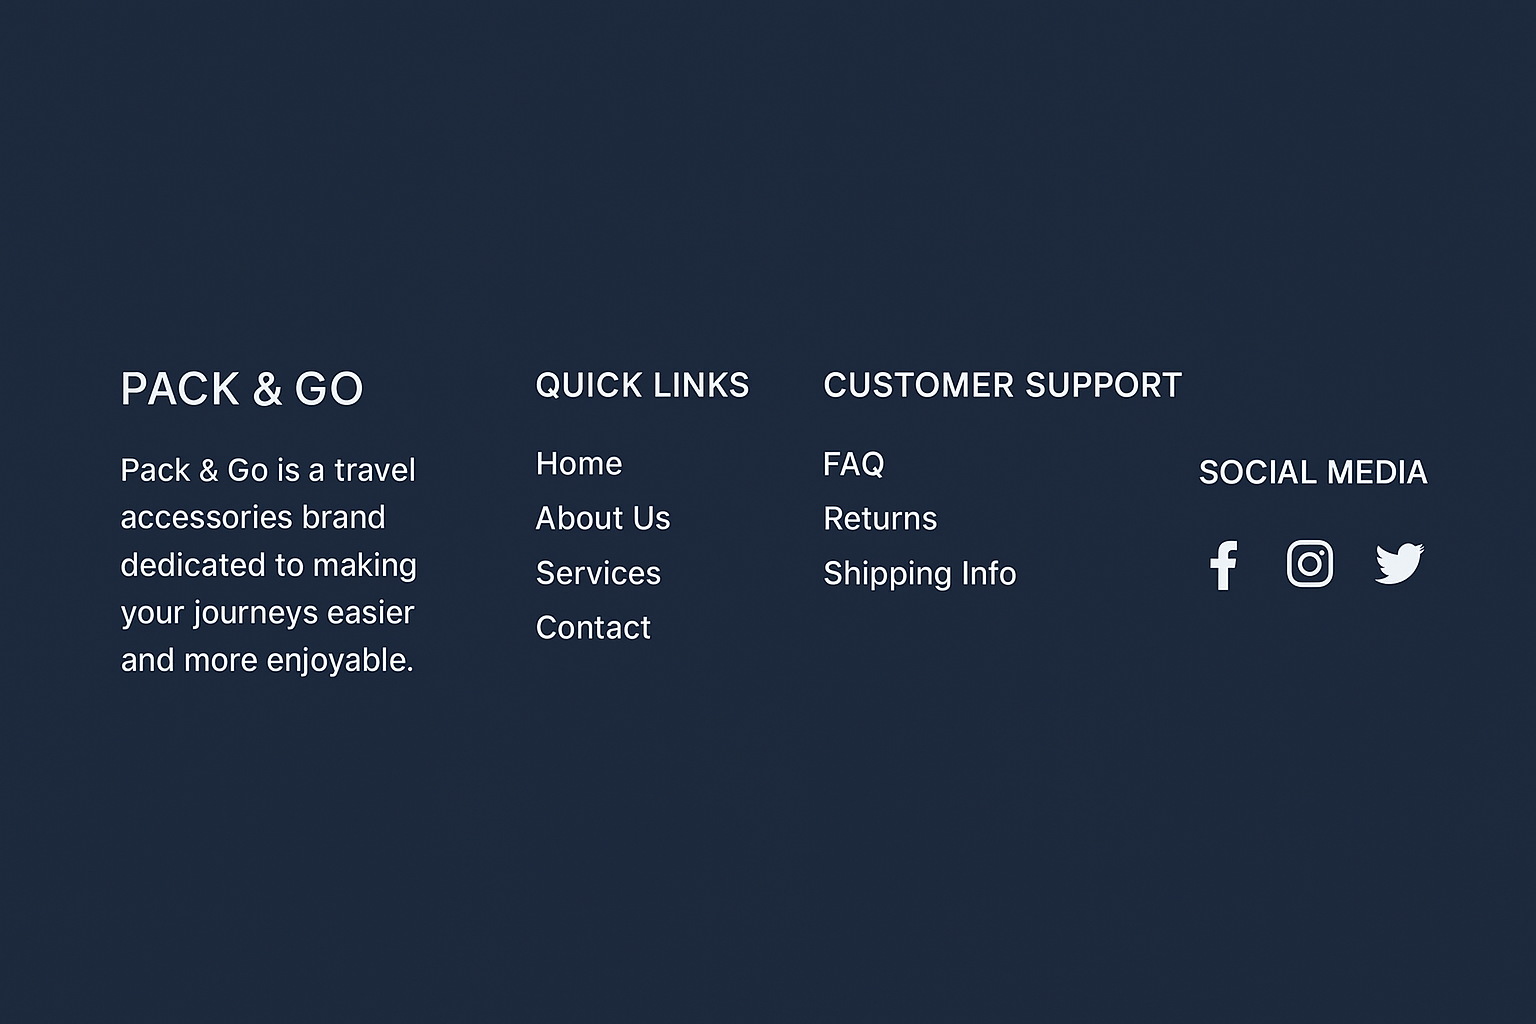 PACK & GO
Pack & Go is a travel
accessories brand
dedicated to making
your journeys easier
and more enjoyable.
QUICK LINKS
Home
About Us
Services
Contact
CUSTOMER SUPPORT
FAQ
Returns
Shipping Info
SOCIAL MEDIA